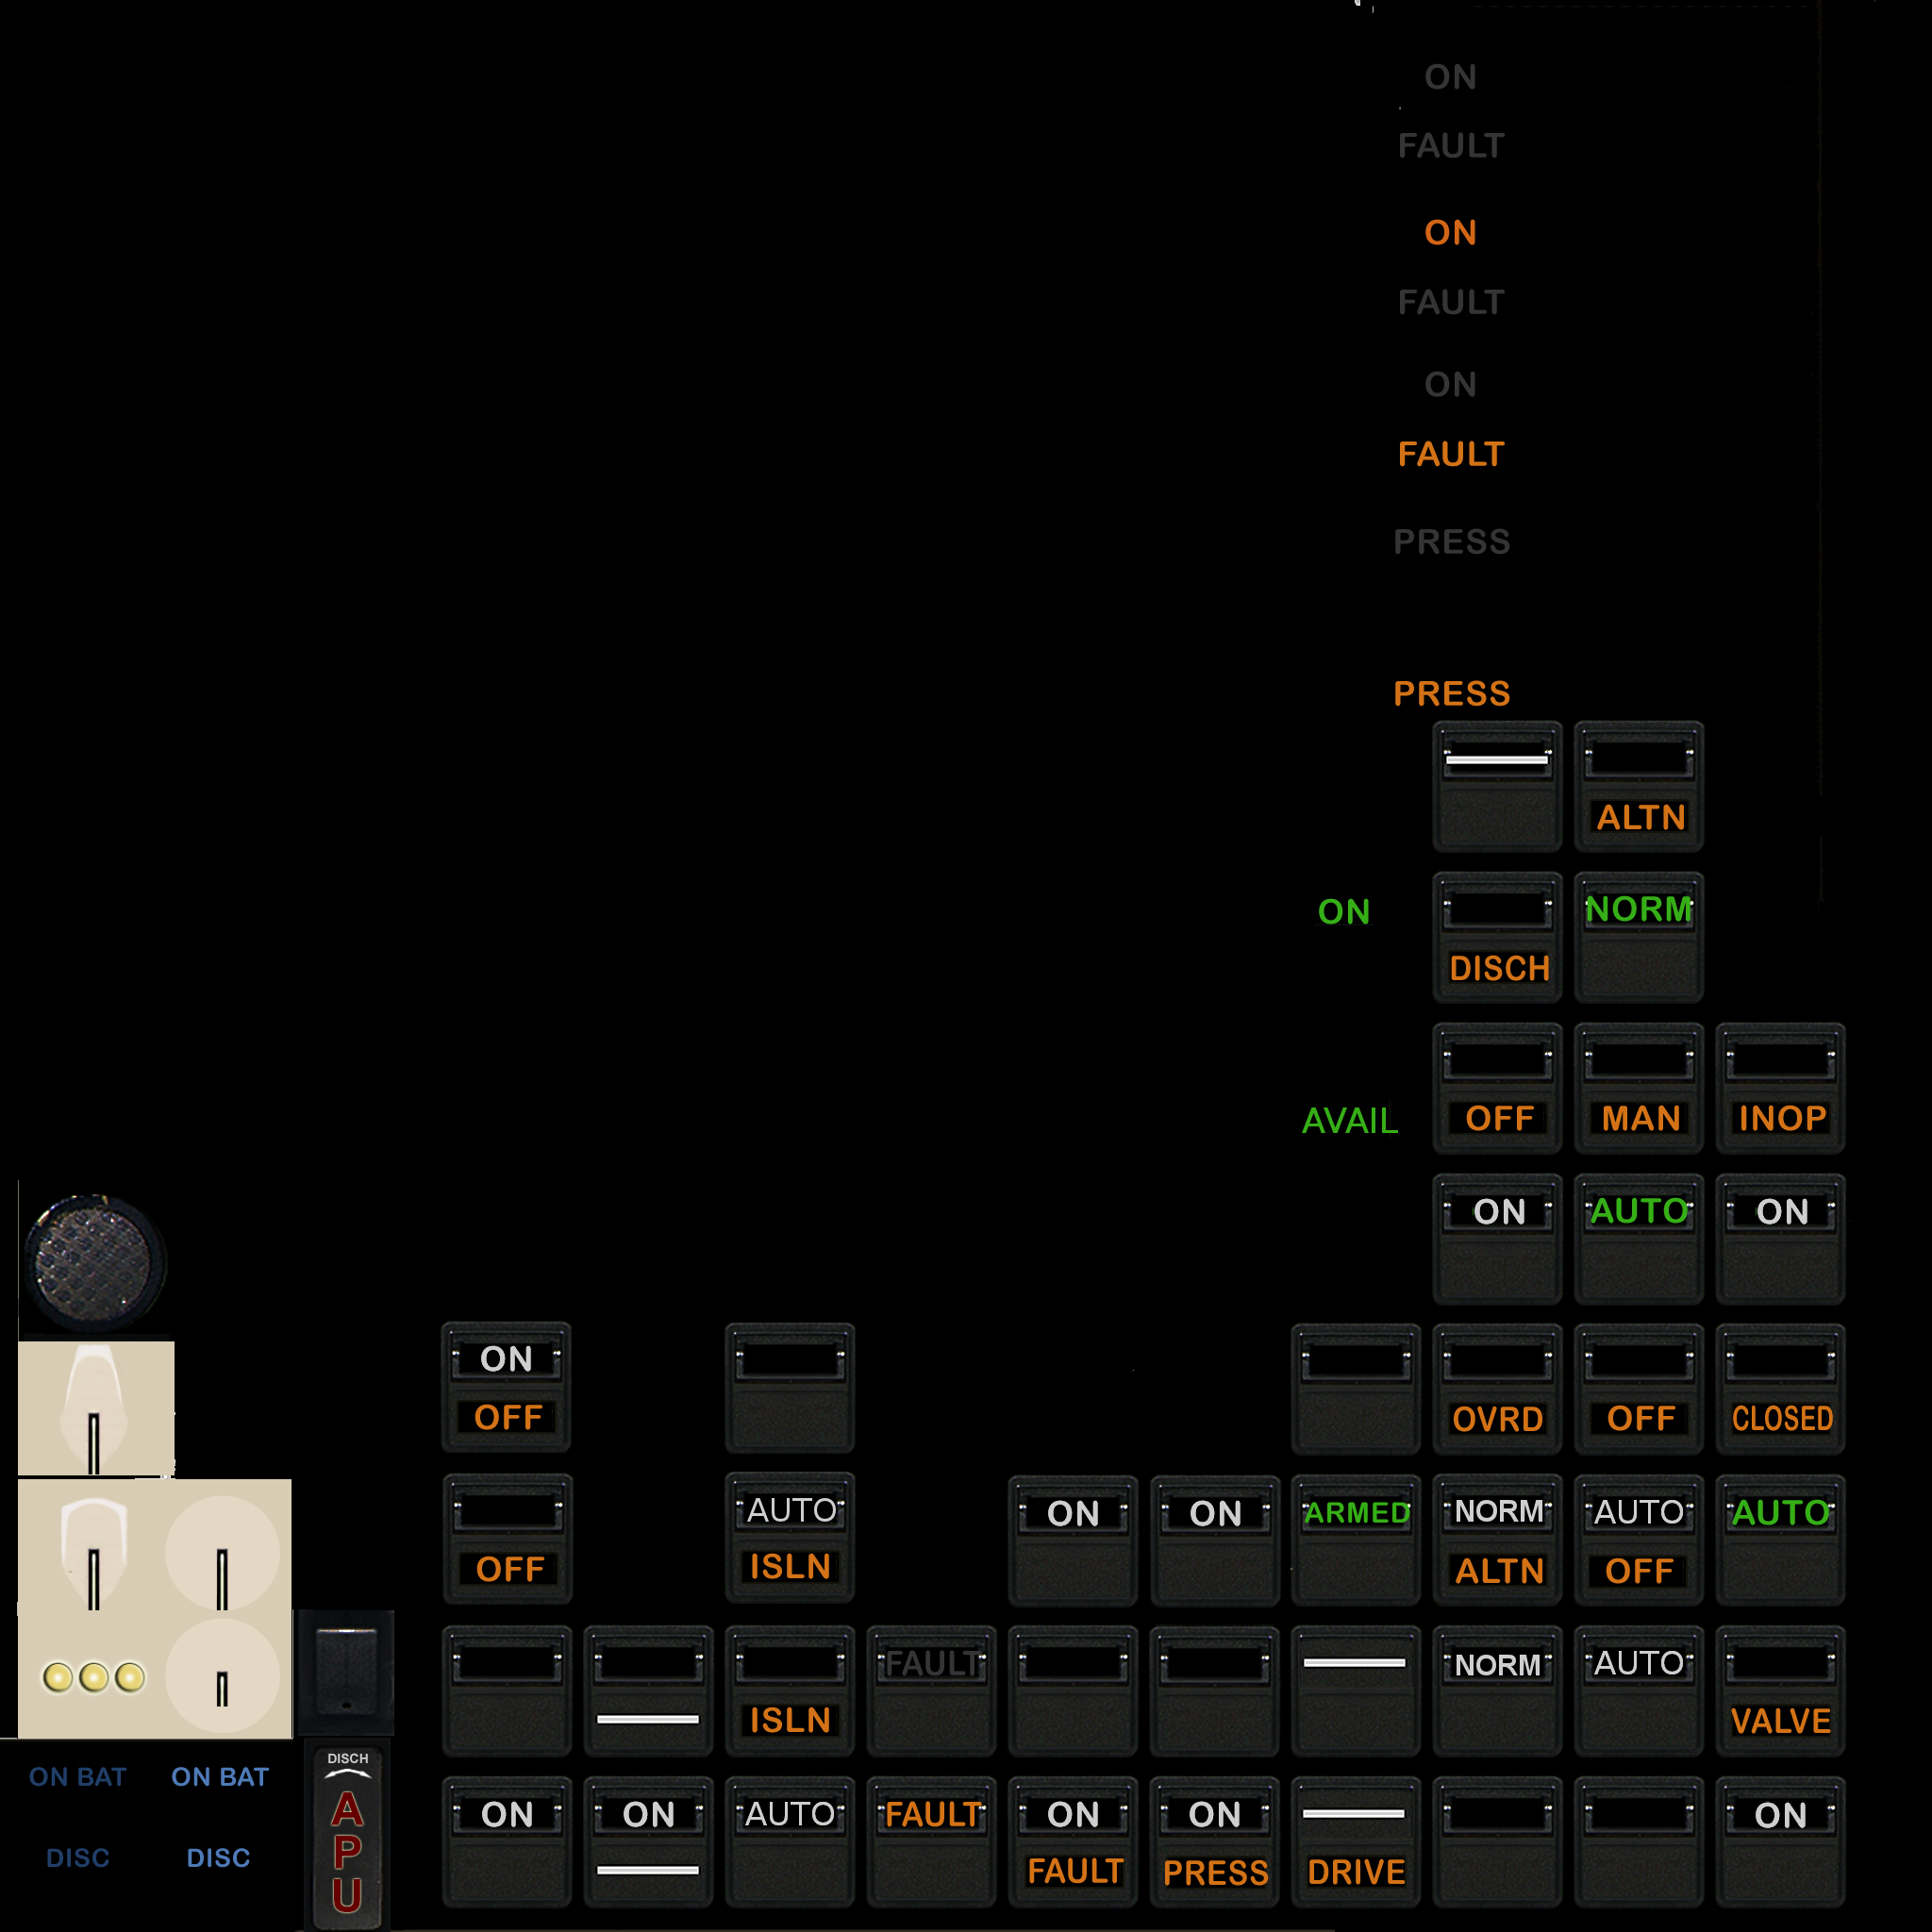 ON
FAULT
ON
FAULT
ON
FAULT
PRESS
PRESS
ALTN
ON
NORM
DISCH
AVAIL
OFF
MAN
INOP
ON
AUTO
ON
ON
OFF
OVRD
OFF
CLOSED
AUTO
ON
ON
ARMED
NORM
AUTO
AUTO
OFF
ISLN
ALTN
OFF
FAULT
NORM
AUTO
ISLN
VALVE
ON BAT
ON BAT
DISCH
DISC
DISC
A
P
U
ON
ON
AUTO
FAULT
ON
ON
ON
FAULT
PRESS
DRIVE